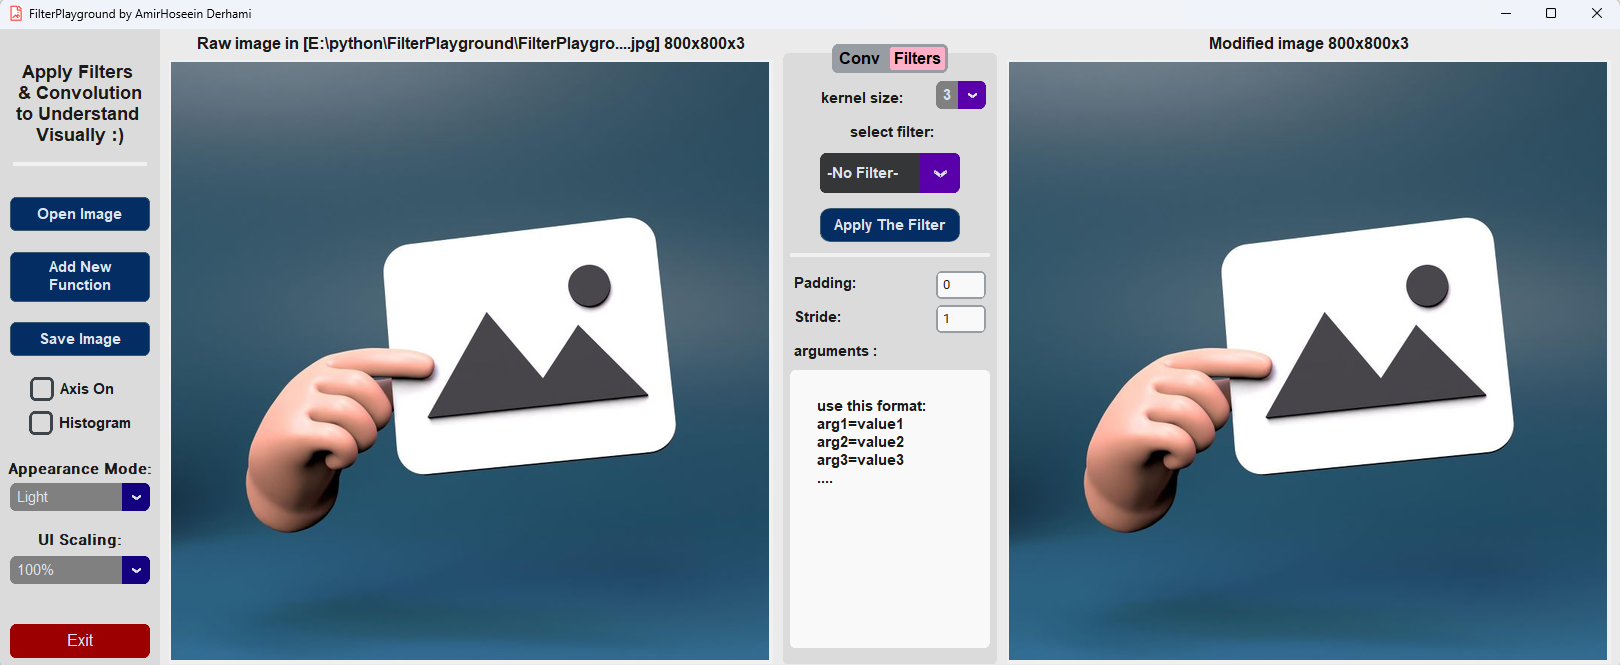 FilterPlayground by AmirHoseein Derhami
Apply Filters
& Convolution
to Understand
Visually :)
Open Image
Add New
Function
Save Image
Axis On
Histogram
Appearance Mode:
Light
UI Scaling:
100%
Exit
Raw image in [E:\python\FilterPlayground\FilterPlaygro....jpg] 800x800x3
Conv Filters
kernel size: 3
select filter:
-No Filter-
Apply The Filter
Padding: 0
Stride: 1
arguments :
use this format:
arg1=value1
arg2=value2
arg3=value3
....
Modified image 800x800x3